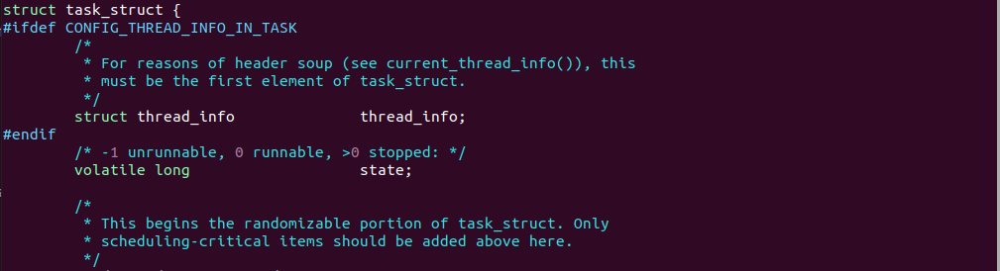 struct task_struct {
#ifdef CONFIG_THREAD_INFO_IN_TASK
/*
* For reasons of header soup (see current_thread_info()), this
* must be the first element of task_struct.
*/
struct thread_info thread_info;
#endif
/* -1 unrunnable, 0 runnable, >0 stopped: */
volatile long state;
/*
* This begins the randomizable portion of task_struct. Only
* scheduling-critical items should be added above here.
*/